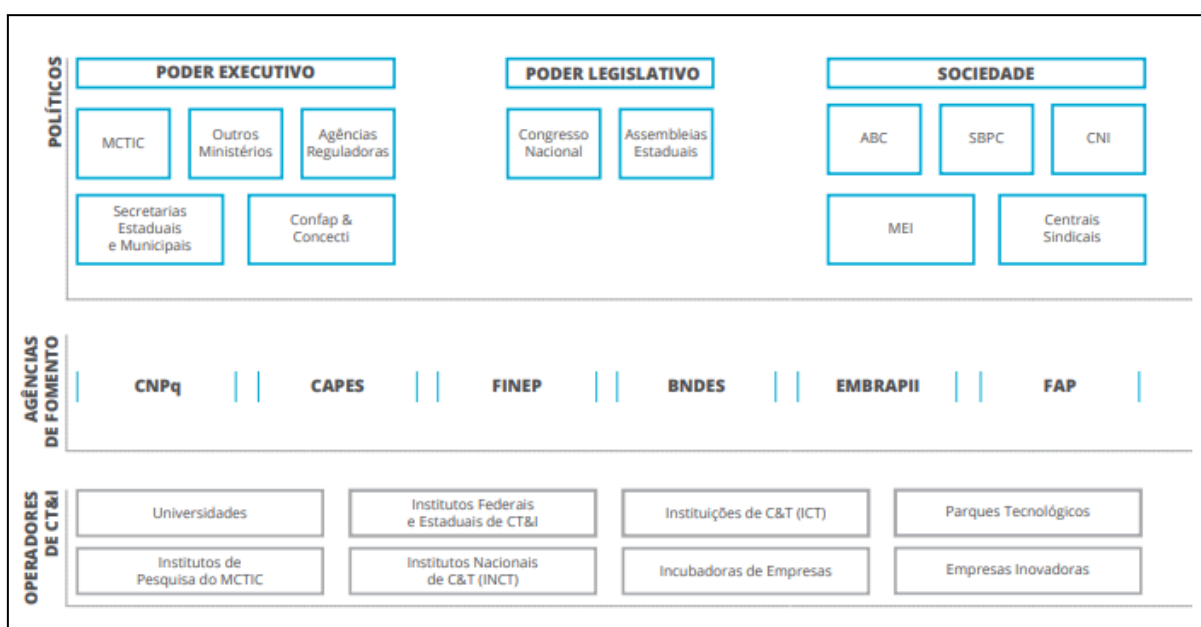 POLÍTICOS
PODER EXECUTIVO
PODER LEGISLATIVO
SOCIEDADE
MCTIC
Outros
Ministérios
Agências
Reguladoras
Congresso
Nacional
Assembleias
Estaduais
ABC
SBPC
CNI
Secretarias
Estaduais
e Municipais
Confap &
Concecti
MEI
Centrais
Sindicais
AGÊNCIAS
DE FOMENTO
CNPq
CAPES
FINEP
BNDES
EMBRAPII
FAP
OPERADORES
DE CT&I
Universidades
Institutos Federais
e Estaduais de CT&I
Instituições de C&T (ICT)
Parques Tecnológicos
Institutos de
Pesquisa do MCTIC
Institutos Nacionais
de C&T (INCT)
Incubadoras de Empresas
Empresas Inovadoras